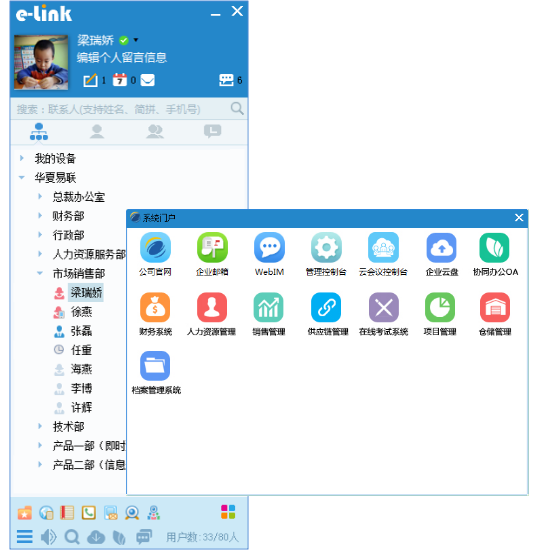 e-Link
梁瑞娇
编辑个人留言信息
1 7 0 6
搜索：联系人(支持姓名、简拼、手机号)
我的设备
华夏易联
总裁办公室
财务部
行政部
人力资源服务部
市场销售部
梁瑞娇
徐燕
张磊
任重
海燕
李博
许辉
技术部
产品一部（即时
产品二部（信息
用户数:33/80人
系统门户
公司官网 企业邮箱 WebIM 管理控制台 云会议控制台 企业云盘 协同办公OA
财务系统 人力资源管理 销售管理 供应链管理 在线考试系统 项目管理 仓储管理
档案管理系统